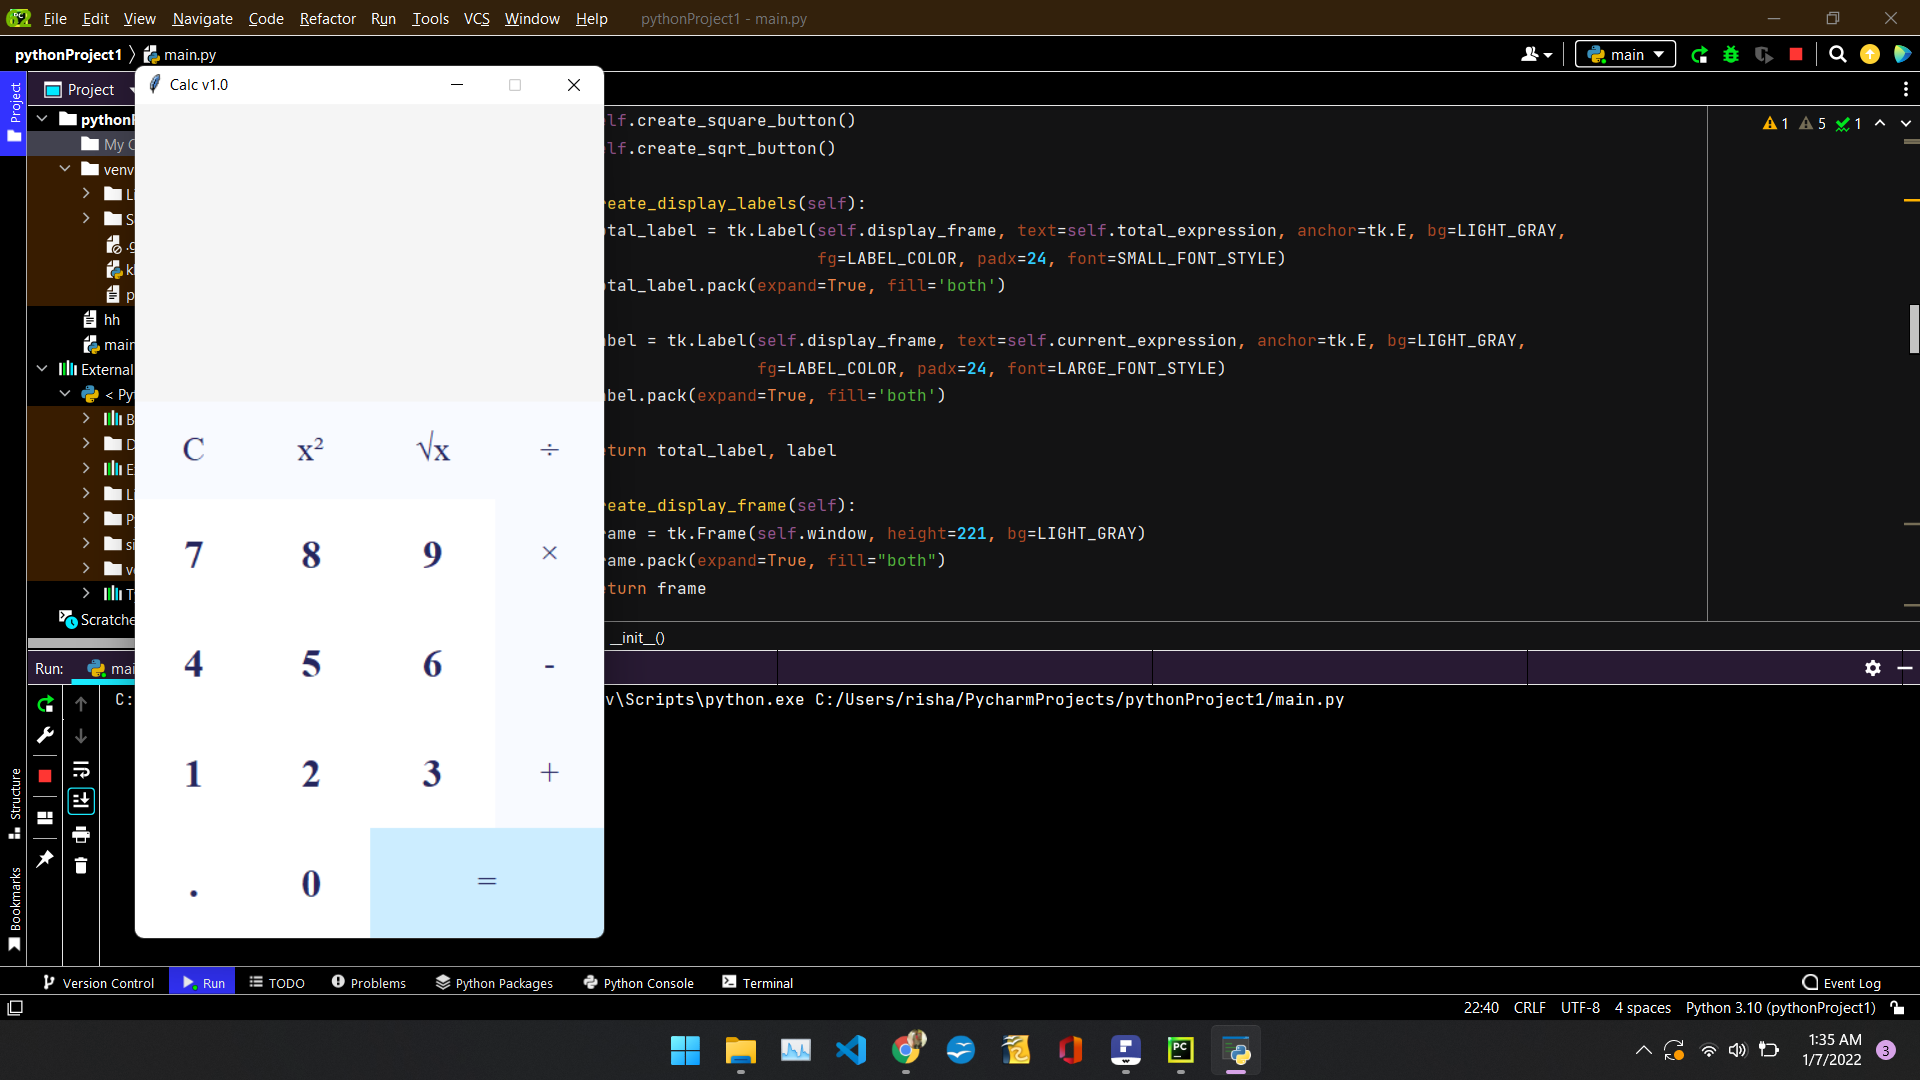 File Edit View Navigate Code Refactor Run Tools VCS Window Help pythonProject1 - main.py
pythonProject1 main.py main
Project
Calc v1.0
Project
My
venv
.g
hh
External
< Py
Scratche
lf.create_square_button()
lf.create_sqrt_button()
eate_display_labels(self):
tal_label = tk.Label(self.display_frame, text=self.total_expression, anchor=tk.E, bg=LIGHT_GRAY,
fg=LABEL_COLOR, padx=24, font=SMALL_FONT_STYLE)
tal_label.pack(expand=True, fill='both')
bel = tk.Label(self.display_frame, text=self.current_expression, anchor=tk.E, bg=LIGHT_GRAY,
fg=LABEL_COLOR, padx=24, font=LARGE_FONT_STYLE)
bel.pack(expand=True, fill='both')
turn total_label, label
eate_display_frame(self):
ame = tk.Frame(self.window, height=221, bg=LIGHT_GRAY)
ame.pack(expand=True, fill="both")
turn frame
__init__()
1 5 1
C x² √x ÷
7 8 9 ×
4 5 6 -
1 2 3 +
. 0 =
Run: mai
C: v\Scripts\python.exe C:/Users/risha/PycharmProjects/pythonProject1/main.py
Structure
Bookmarks
Version Control Run TODO Problems Python Packages Python Console Terminal Event Log
22:40 CRLF UTF-8 4 spaces Python 3.10 (pythonProject1)
1:35 AM
1/7/2022
3